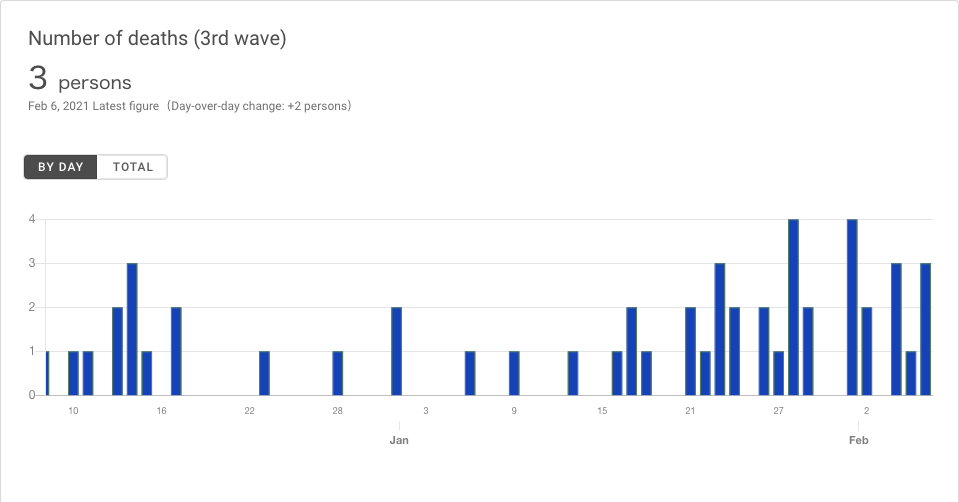 Number of deaths (3rd wave)
3 persons
Feb 6, 2021 Latest figure (Day-over-day change: +2 persons)
BY DAY TOTAL
4
3
2
1
0
10 16 22 28 3 9 15 21 27 2
Jan Feb